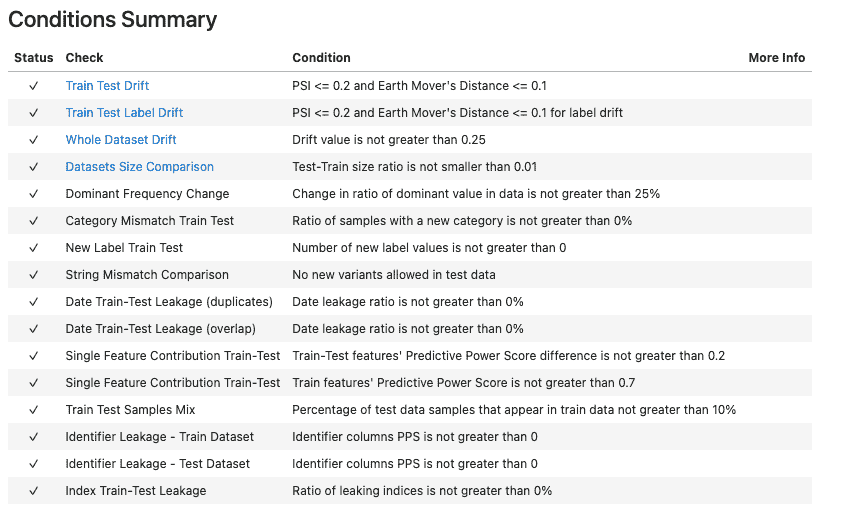 Conditions Summary
Status Check Condition More Info
✓ Train Test Drift PSI <= 0.2 and Earth Mover's Distance <= 0.1
✓ Train Test Label Drift PSI <= 0.2 and Earth Mover's Distance <= 0.1 for label drift
✓ Whole Dataset Drift Drift value is not greater than 0.25
✓ Datasets Size Comparison Test-Train size ratio is not smaller than 0.01
✓ Dominant Frequency Change Change in ratio of dominant value in data is not greater than 25%
✓ Category Mismatch Train Test Ratio of samples with a new category is not greater than 0%
✓ New Label Train Test Number of new label values is not greater than 0
✓ String Mismatch Comparison No new variants allowed in test data
✓ Date Train-Test Leakage (duplicates) Date leakage ratio is not greater than 0%
✓ Date Train-Test Leakage (overlap) Date leakage ratio is not greater than 0%
✓ Single Feature Contribution Train-Test Train-Test features' Predictive Power Score difference is not greater than 0.2
✓ Single Feature Contribution Train-Test Train features' Predictive Power Score is not greater than 0.7
✓ Train Test Samples Mix Percentage of test data samples that appear in train data not greater than 10%
✓ Identifier Leakage - Train Dataset Identifier columns PPS is not greater than 0
✓ Identifier Leakage - Test Dataset Identifier columns PPS is not greater than 0
✓ Index Train-Test Leakage Ratio of leaking indices is not greater than 0%